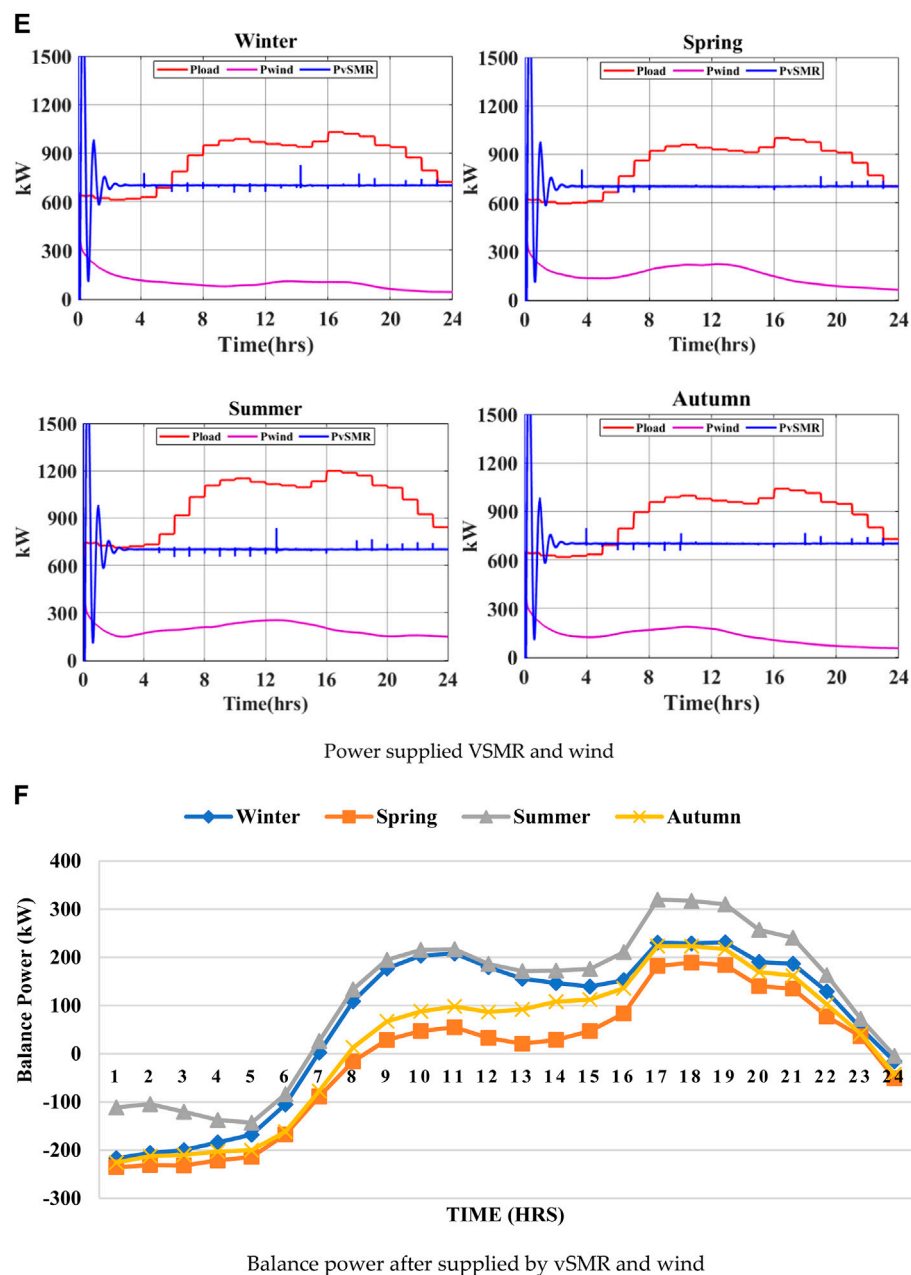 E
Winter
Pload Pwind PvSMR
1500
1200
900
600
300
0
kW
0 4 8 12 16 20 24
Time(hrs)
Spring
Pload Pwind PvSMR
1500
1200
900
600
300
0
kW
0 4 8 12 16 20 24
Time(hrs)
Summer
Pload Pwind PvSMR
1500
1200
900
600
300
0
kW
0 4 8 12 16 20 24
Time(hrs)
Autumn
Pload Pwind PvSMR
1500
1200
900
600
300
0
kW
0 4 8 12 16 20 24
Time(hrs)
Power supplied VSMR and wind
F
Winter Spring Summer Autumn
400
300
200
100
0
-100
-200
-300
Balance Power (kW)
1 2 3 4 5 6 7 8 9 10 11 12 13 14 15 16 17 18 19 20 21 22 23 24
TIME (HRS)
Balance power after supplied by vSMR and wind